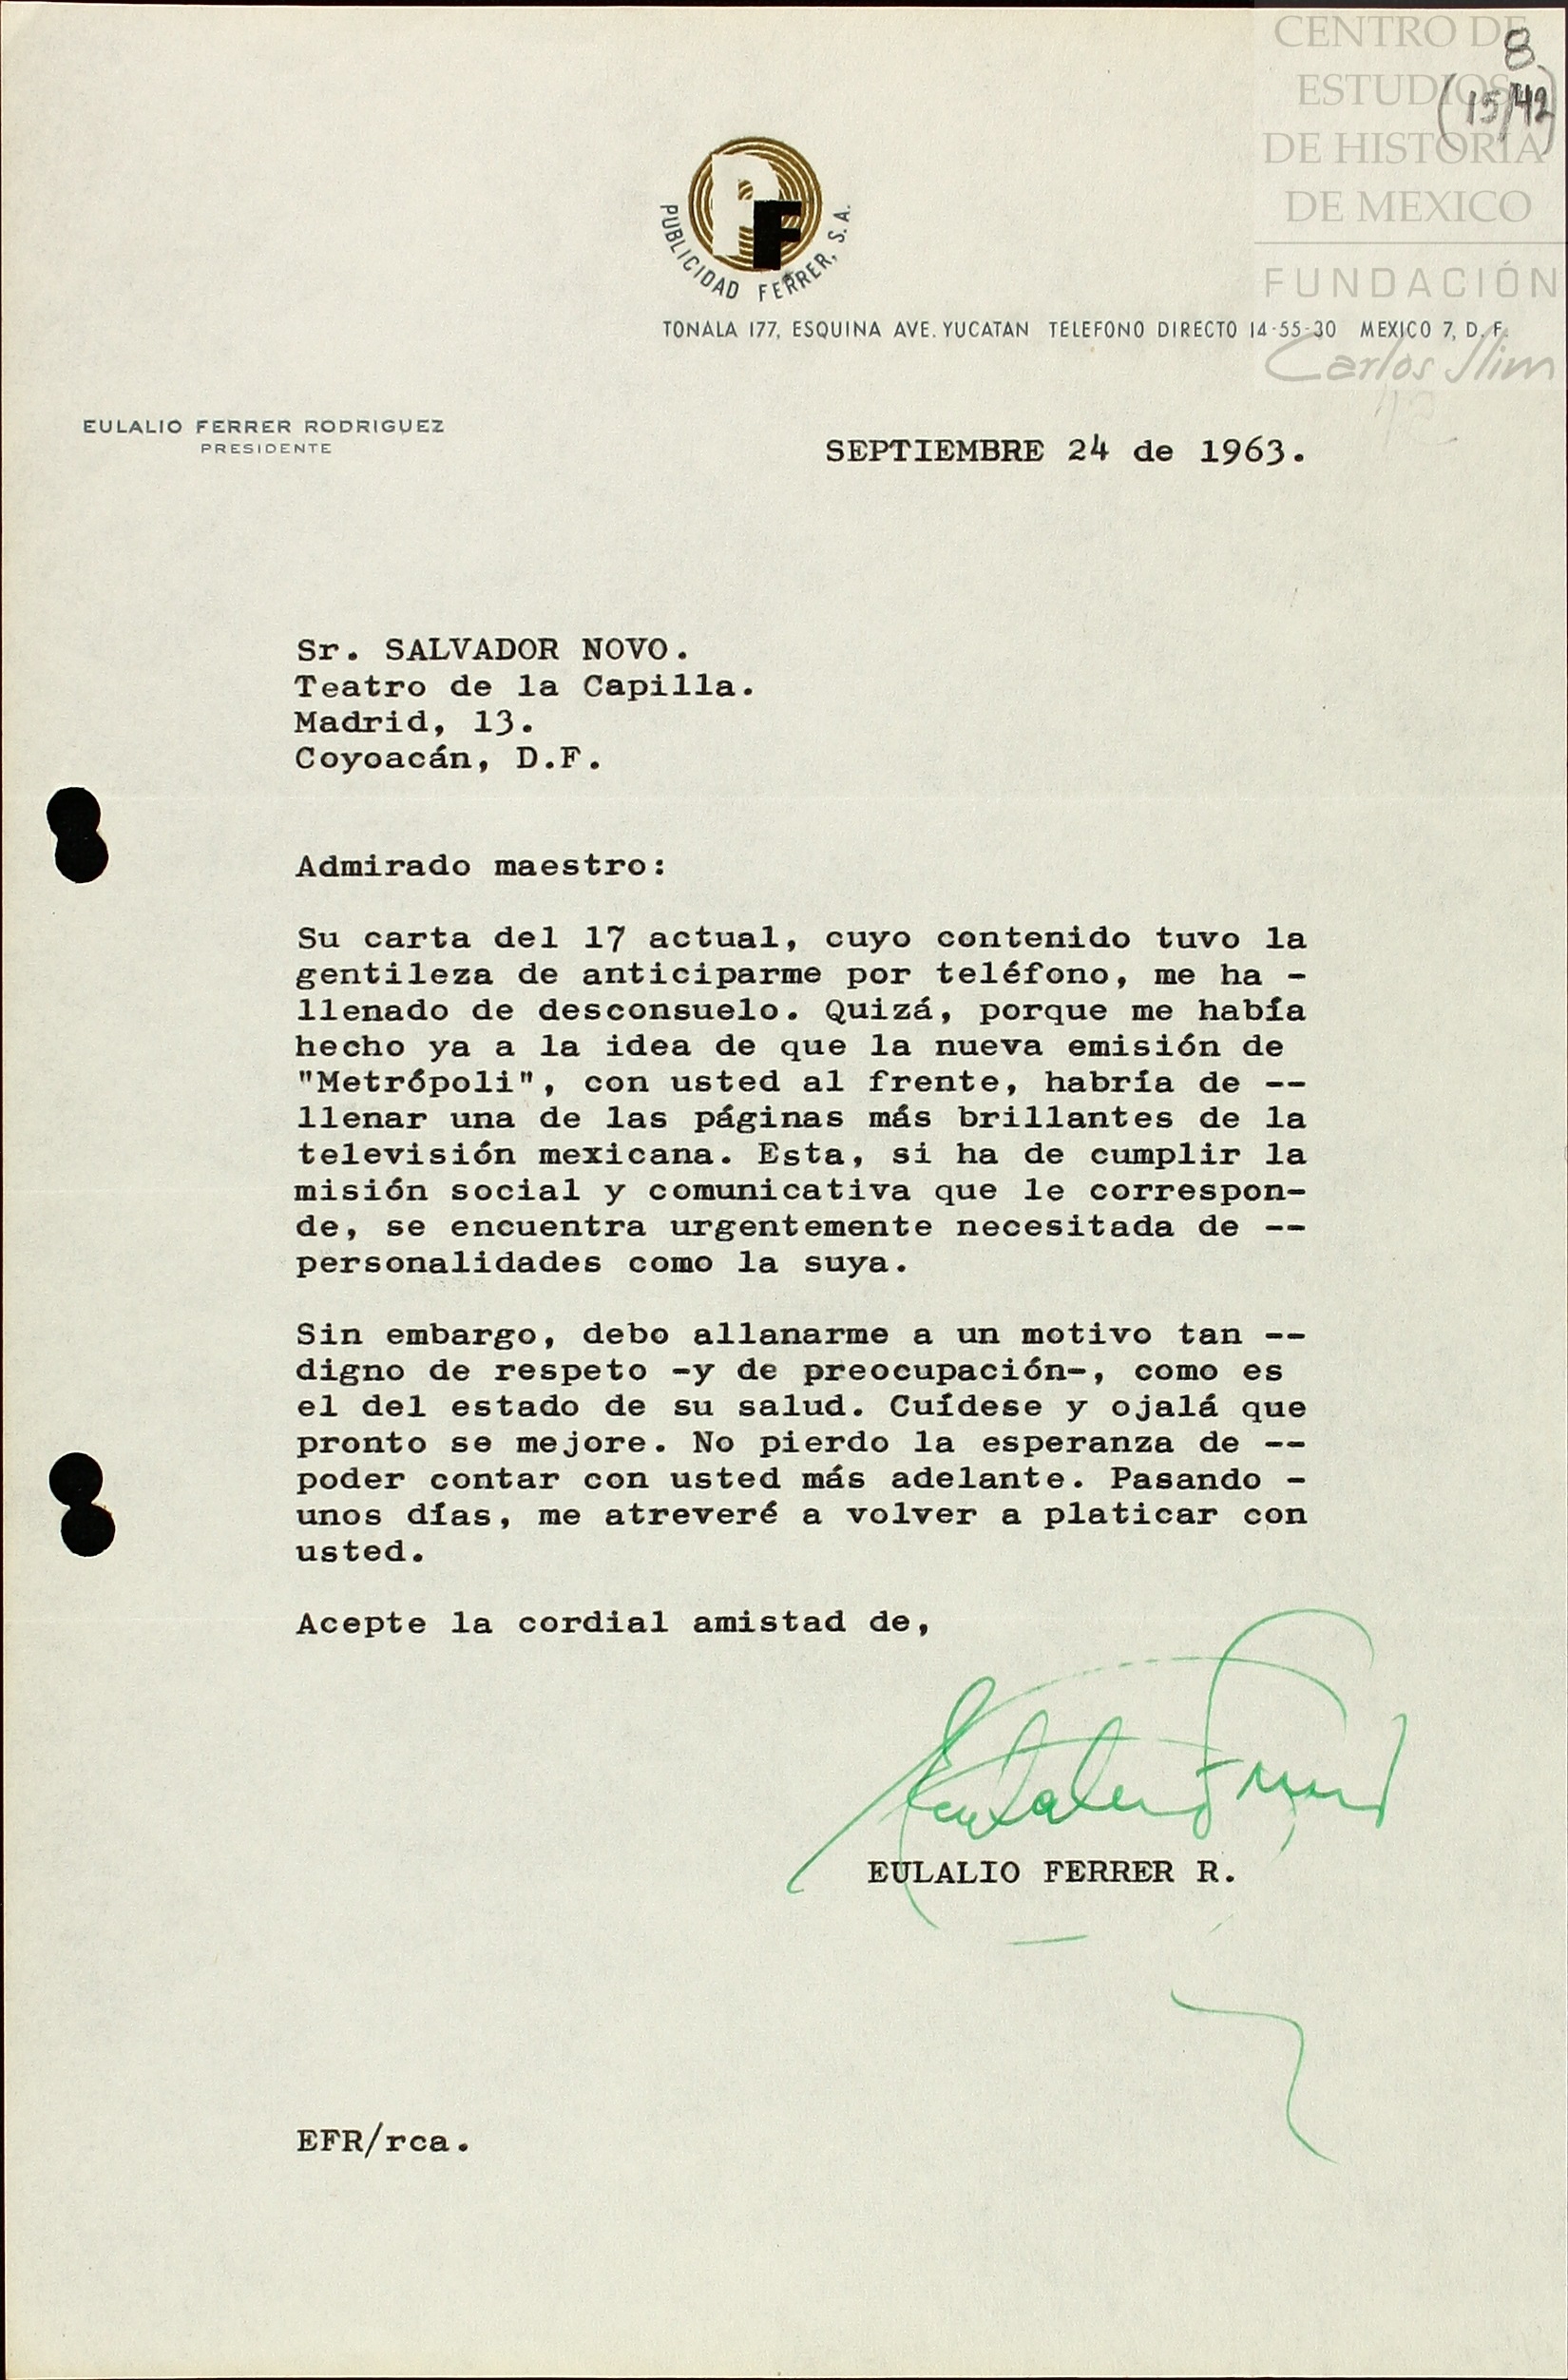 CENTRO DE
ESTUDIOS
DE HISTORIA
DE MEXICO
FUNDACIÓN
Carlos Slim
8
(15/42)
PF
PUBLICIDAD FERRER, S. A.
TONALA 177, ESQUINA AVE. YUCATAN TELEFONO DIRECTO 14-55-30 MEXICO 7, D. F.
EULALIO FERRER RODRIGUEZ
PRESIDENTE
SEPTIEMBRE 24 de 1963.
Sr. SALVADOR NOVO.
Teatro de la Capilla.
Madrid, 13.
Coyoacán, D.F.
Admirado maestro:
Su carta del 17 actual, cuyo contenido tuvo la
gentileza de anticiparme por teléfono, me ha -
llenado de desconsuelo. Quizá, porque me había
hecho ya a la idea de que la nueva emisión de
"Metrópoli", con usted al frente, habría de --
llenar una de las páginas más brillantes de la
televisión mexicana. Esta, si ha de cumplir la
misión social y comunicativa que le correspon-
de, se encuentra urgentemente necesitada de --
personalidades como la suya.
Sin embargo, debo allanarme a un motivo tan --
digno de respeto -y de preocupación-, como es
el del estado de su salud. Cuídese y ojalá que
pronto se mejore. No pierdo la esperanza de --
poder contar con usted más adelante. Pasando -
unos días, me atreveré a volver a platicar con
usted.
Acepte la cordial amistad de,
EULALIO FERRER R.
EFR/rca.